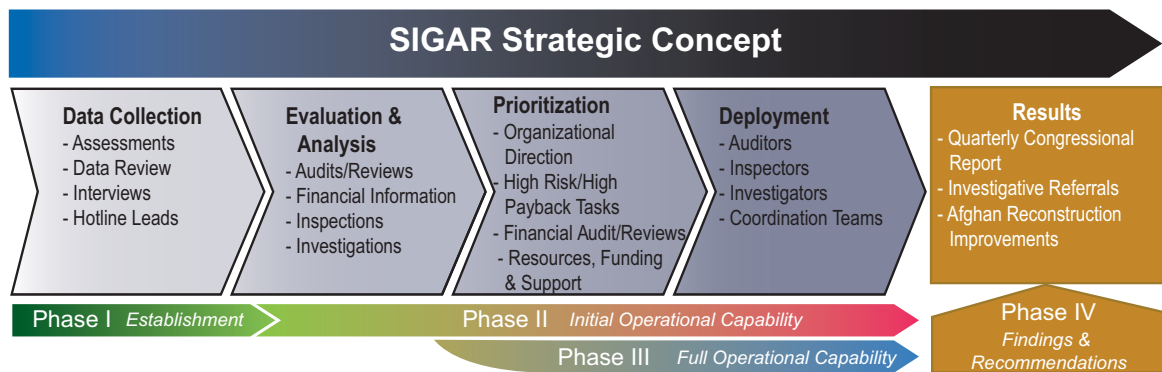 SIGAR Strategic Concept
Data Collection
- Assessments
- Data Review
- Interviews
- Hotline Leads
Evaluation &
Analysis
- Audits/Reviews
- Financial Information
- Inspections
- Investigations
Prioritization
- Organizational
Direction
- High Risk/High
Payback Tasks
- Financial Audit/Reviews
- Resources, Funding
& Support
Deployment
- Auditors
- Inspectors
- Investigators
- Coordination Teams
Results
- Quarterly Congressional
Report
- Investigative Referrals
- Afghan Reconstruction
Improvements
Phase I Establishment
Phase II Initial Operational Capability
Phase III Full Operational Capability
Phase IV
Findings &
Recommendations